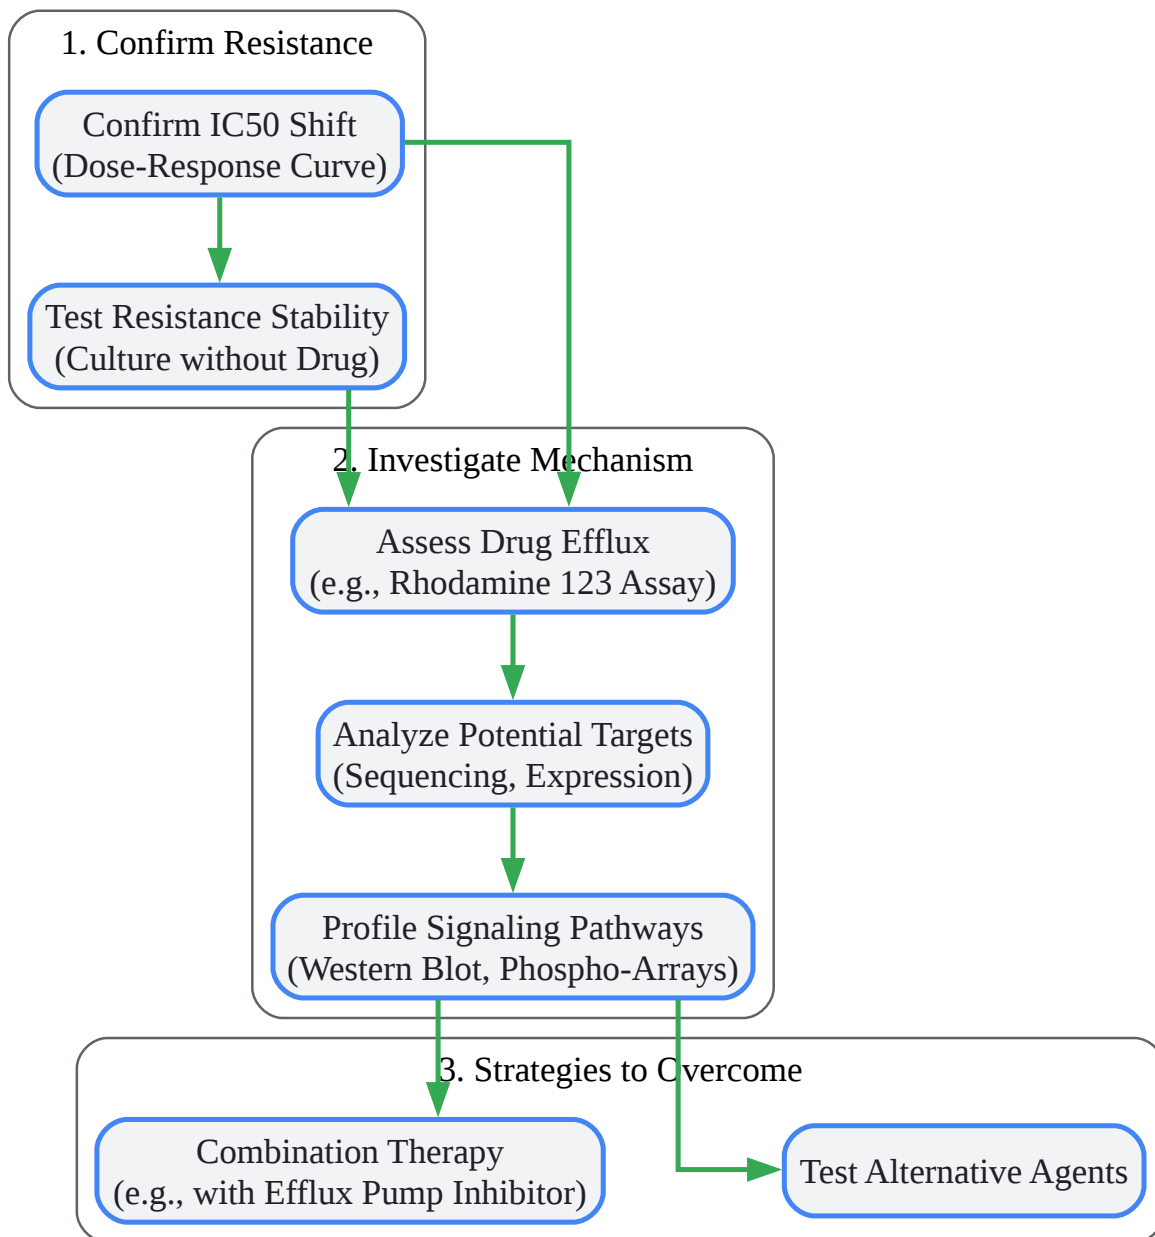 1. Confirm Resistance
Confirm IC50 Shift
(Dose-Response Curve)
Test Resistance Stability
(Culture without Drug)
2. Investigate Mechanism
Assess Drug Efflux
(e.g., Rhodamine 123 Assay)
Analyze Potential Targets
(Sequencing, Expression)
Profile Signaling Pathways
(Western Blot, Phospho-Arrays)
3. Strategies to Overcome
Combination Therapy
(e.g., with Efflux Pump Inhibitor)
Test Alternative Agents